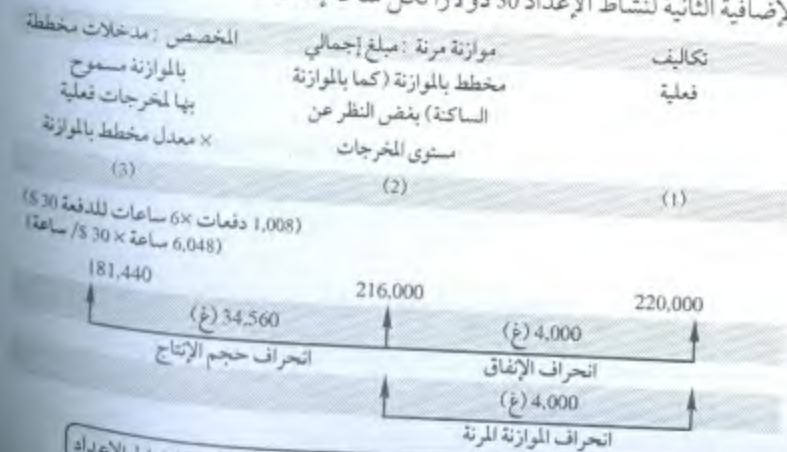 الإضافية الثانية لنشاط الإعداد 30 دولارا لكل
تكاليف موازنة مرنة : مبلغ إجمالي المخصص : مدخلات مخططة
فعلية مخطط بالموازنة (كما بالموازنة بالموازنة مسموح
الساكنة) بغض النظر عن بها لمخرجات فعلية
مستوى المخرجات × معدل مخطط بالموازنة
(1) (2) (3)
(1,008 دفعات ×6 ساعات للدفعة 30 $)
(6,048 ساعة × 30 $/ ساعة)
220,000 216,000 181,440
4,000 (غ) 34,560 (غ)
انحراف الإنفاق انحراف حجم الإنتاج
4,000 (غ)
انحراف الموازنة المرنة
الإعداد